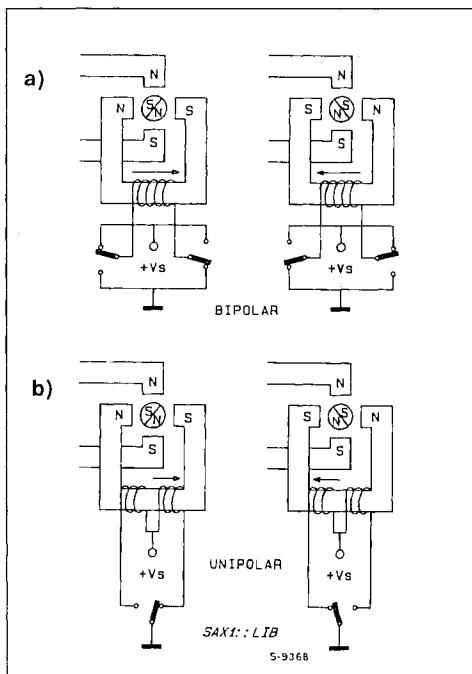 a)
N N
N S/N S S N/S N
S S
+Vs +Vs
BIPOLAR
b)
N N
N S/N S S N/S N
S S
+Vs +Vs
UNIPOLAR
SAX1::LIB
S-9368